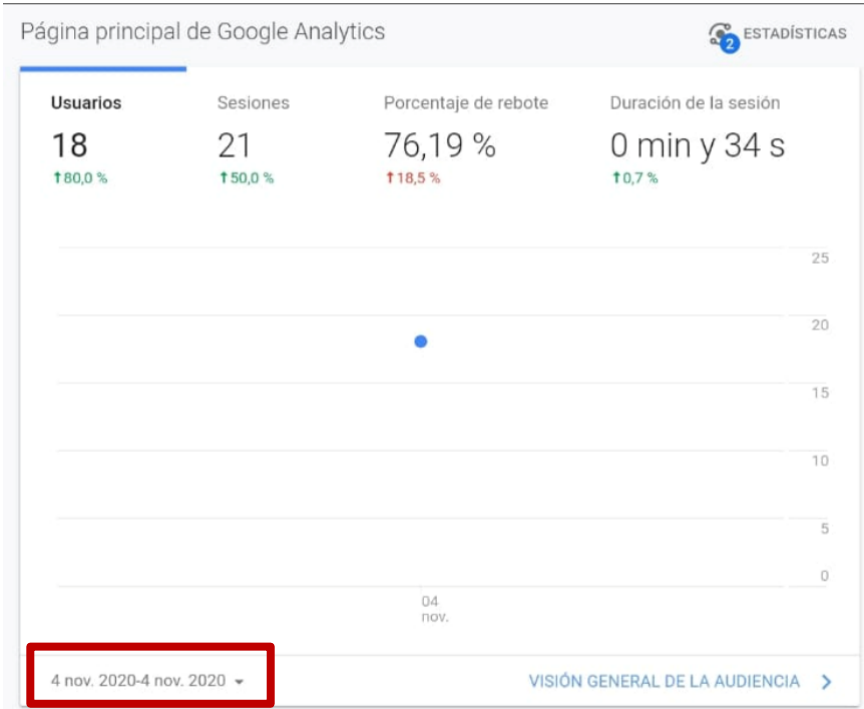 Página principal de Google Analytics
2 ESTADÍSTICAS
Usuarios
18
↑80,0 %
Sesiones
21
↑50,0 %
Porcentaje de rebote
76,19 %
↑18,5 %
Duración de la sesión
0 min y 34 s
↑0,7 %
25
20
15
10
5
0
04
nov.
4 nov. 2020-4 nov. 2020
VISIÓN GENERAL DE LA AUDIENCIA